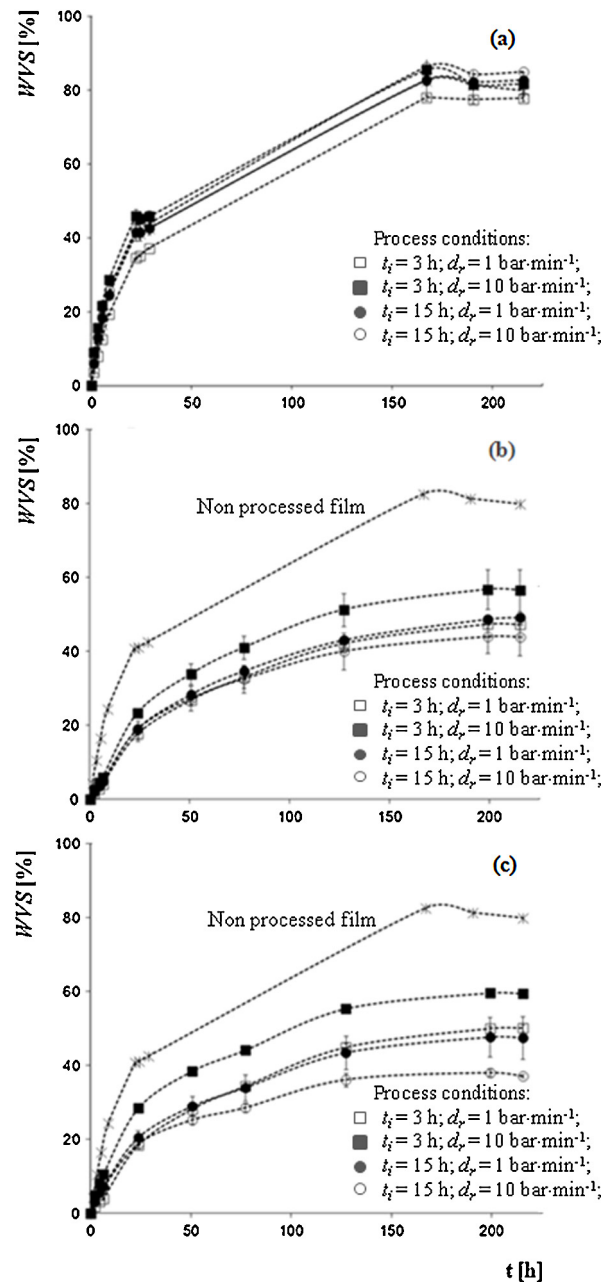 (a)
WVS [%]
100
80
60
40
20
0
Process conditions:
□ tᵢ = 3 h; dᵣ = 1 bar·min⁻¹;
■ tᵢ = 3 h; dᵣ = 10 bar·min⁻¹;
● tᵢ = 15 h; dᵣ = 1 bar·min⁻¹;
○ tᵢ = 15 h; dᵣ = 10 bar·min⁻¹;
0 50 100 150 200
(b)
WVS [%]
100
80
60
40
20
0
Non processed film
Process conditions:
□ tᵢ = 3 h; dᵣ = 1 bar·min⁻¹;
■ tᵢ = 3 h; dᵣ = 10 bar·min⁻¹;
● tᵢ = 15 h; dᵣ = 1 bar·min⁻¹;
○ tᵢ = 15 h; dᵣ = 10 bar·min⁻¹;
0 50 100 150 200
(c)
WVS [%]
100
80
60
40
20
0
Non processed film
Process conditions:
□ tᵢ = 3 h; dᵣ = 1 bar·min⁻¹;
■ tᵢ = 3 h; dᵣ = 10 bar·min⁻¹;
● tᵢ = 15 h; dᵣ = 1 bar·min⁻¹;
○ tᵢ = 15 h; dᵣ = 10 bar·min⁻¹;
0 50 100 150 200
t [h]